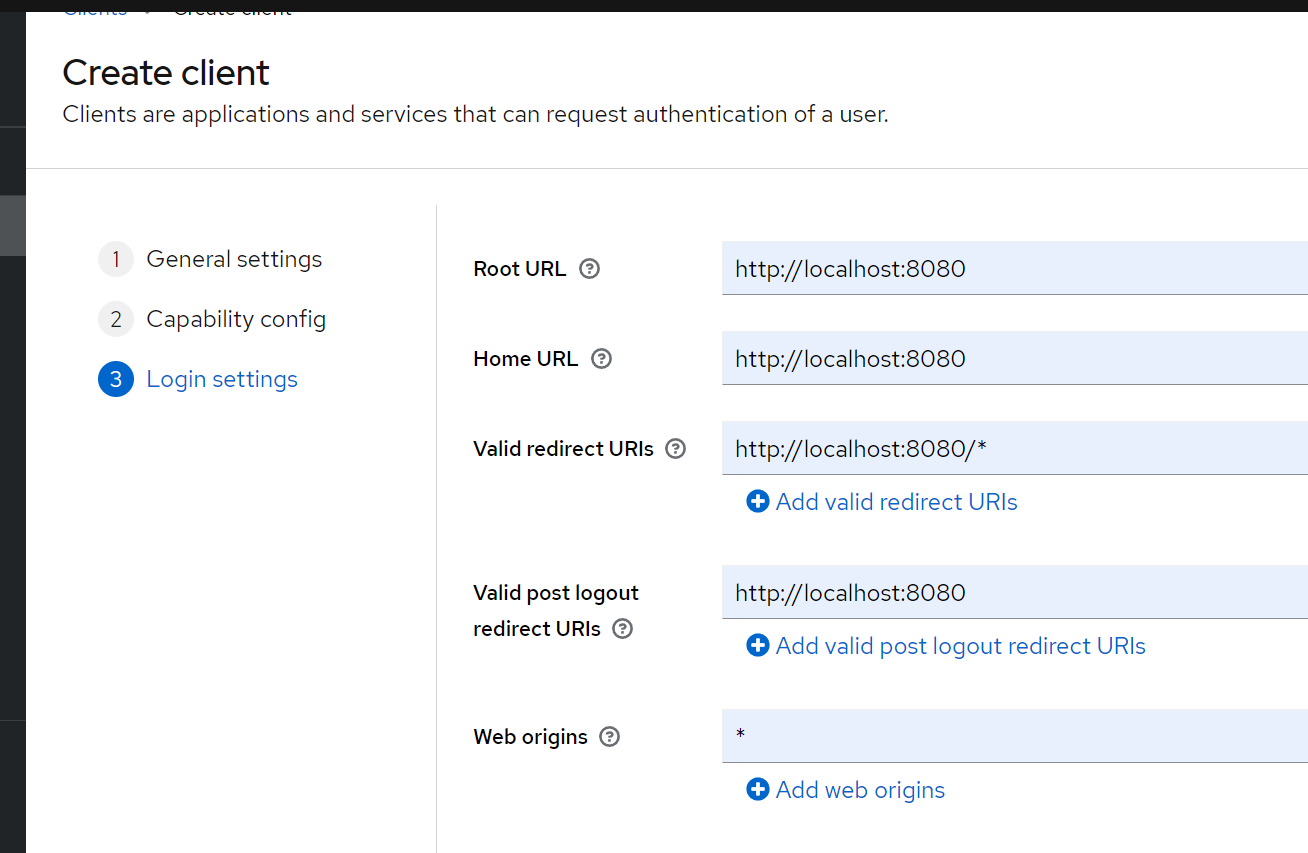 Clients
Create client
Create client
Clients are applications and services that can request authentication of a user.
1 General settings
2 Capability config
3 Login settings
Root URL
http://localhost:8080
Home URL
http://localhost:8080
Valid redirect URIs
http://localhost:8080/*
Add valid redirect URIs
Valid post logout
redirect URIs
http://localhost:8080
Add valid post logout redirect URIs
Web origins
*
Add web origins